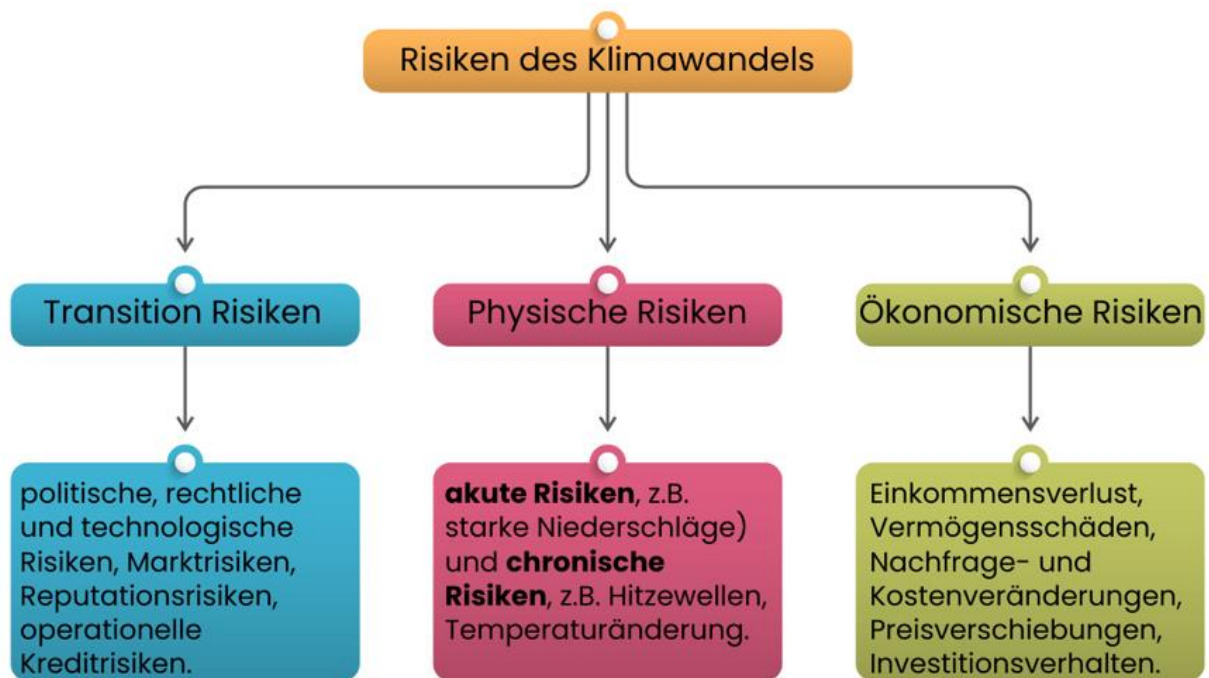 Risiken des Klimawandels
Transition Risiken
Physische Risiken
Ökonomische Risiken
politische, rechtliche
und technologische
Risiken, Marktrisiken,
Reputationsrisiken,
operationelle
Kreditrisiken.
akute Risiken, z.B.
starke Niederschläge)
und chronische
Risiken, z.B. Hitzewellen,
Temperaturänderung.
Einkommensverlust,
Vermögensschäden,
Nachfrage- und
Kostenveränderungen,
Preisverschiebungen,
Investitionsverhalten.